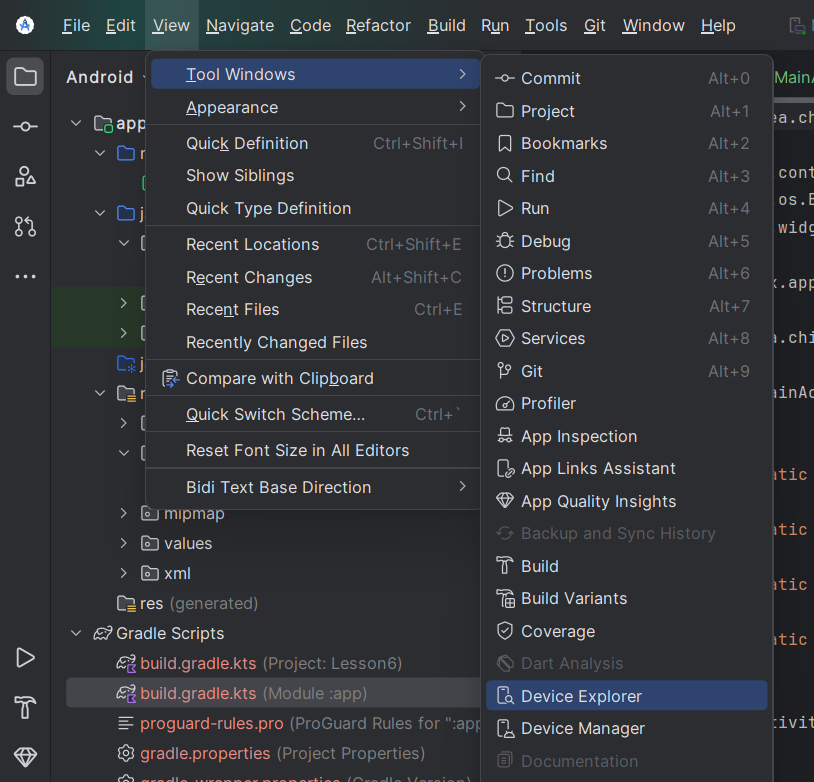 File Edit View Navigate Code Refactor Build Run Tools Git Window Help
Android
app
res (generated)
mipmap
values
xml
Gradle Scripts
build.gradle.kts (Project: Lesson6)
build.gradle.kts (Module :app)
proguard-rules.pro (ProGuard Rules for ":app
gradle.properties (Project Properties)
gradle-wrapper.properties (Gradle Version)
Tool Windows
Appearance
Quick Definition Ctrl+Shift+I
Show Siblings
Quick Type Definition
Recent Locations Ctrl+Shift+E
Recent Changes Alt+Shift+C
Recent Files Ctrl+E
Recently Changed Files
Compare with Clipboard
Quick Switch Scheme... Ctrl+`
Reset Font Size in All Editors
Bidi Text Base Direction
Commit Alt+0
Project Alt+1
Bookmarks Alt+2
Find Alt+3
Run Alt+4
Debug Alt+5
Problems Alt+6
Structure Alt+7
Services Alt+8
Git Alt+9
Profiler
App Inspection
App Links Assistant
App Quality Insights
Backup and Sync History
Build
Build Variants
Coverage
Dart Analysis
Device Explorer
Device Manager
Documentation
MainA
ea.ch
cont
os.B
widg
x.app
ea.chi
ainAc
atic
atic
atic
atic
tivit